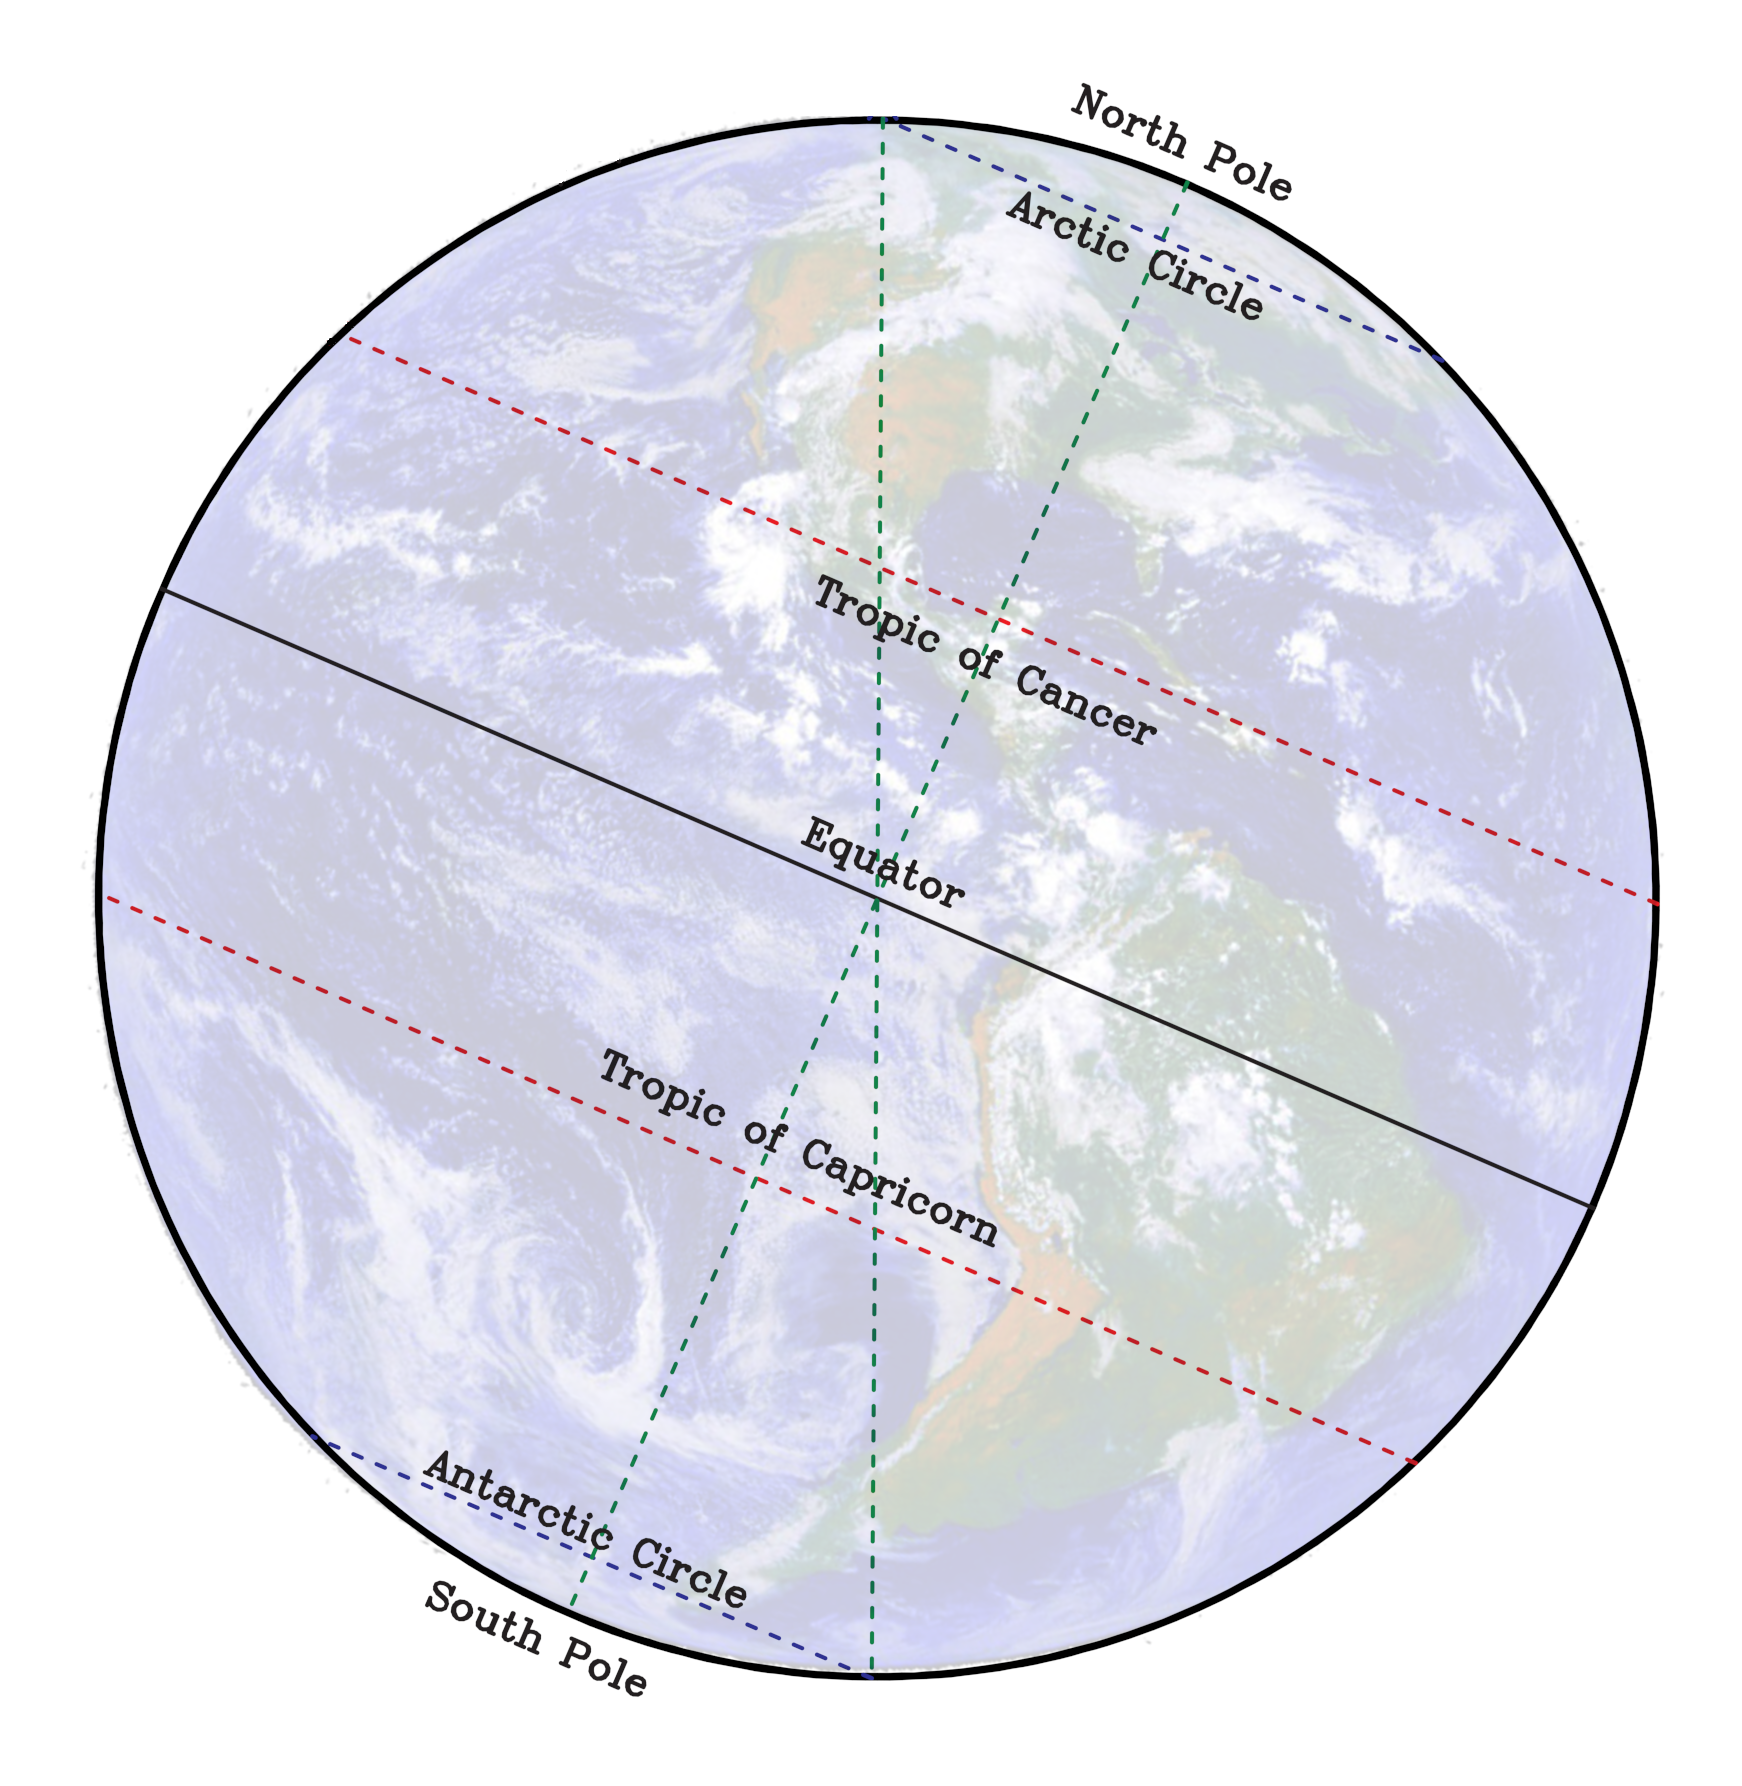 North Pole
Arctic Circle
Tropic of Cancer
Equator
Tropic of Capricorn
Antarctic Circle
South Pole